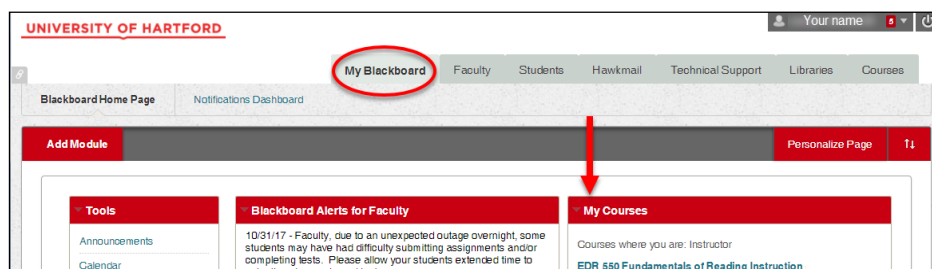 UNIVERSITY OF HARTFORD
Your name 5
My Blackboard Faculty Students Hawkmail Technical Support Libraries Courses
Blackboard Home Page Notifications Dashboard
Add Module Personalize Page
Tools
Announcements
Calendar
Blackboard Alerts for Faculty
10/31/17 - Faculty, due to an unexpected outage overnight, some
students may have had difficulty submitting assignments and/or
completing tests. Please allow your students extended time to
My Courses
Courses where you are: Instructor
EDR 550 Fundamentals of Reading Instruction